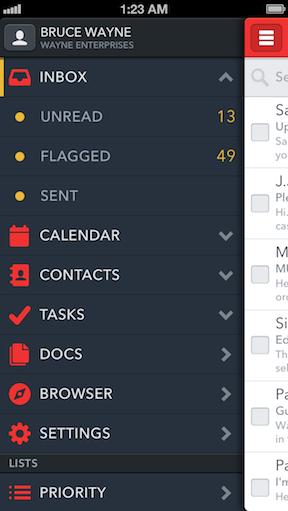 1:23 AM
BRUCE WAYNE
WAYNE ENTERPRISES
INBOX
UNREAD 13
FLAGGED 49
SENT
CALENDAR
CONTACTS
TASKS
DOCS
BROWSER
SETTINGS
LISTS
PRIORITY
Se
Sa
Up
Sa
yo
J..
Ple
Hi.
cas
M
MU
He
ord
Si
Ed
Th
sel
Pa
Gu
Wa
in t
Pa
I'm
He